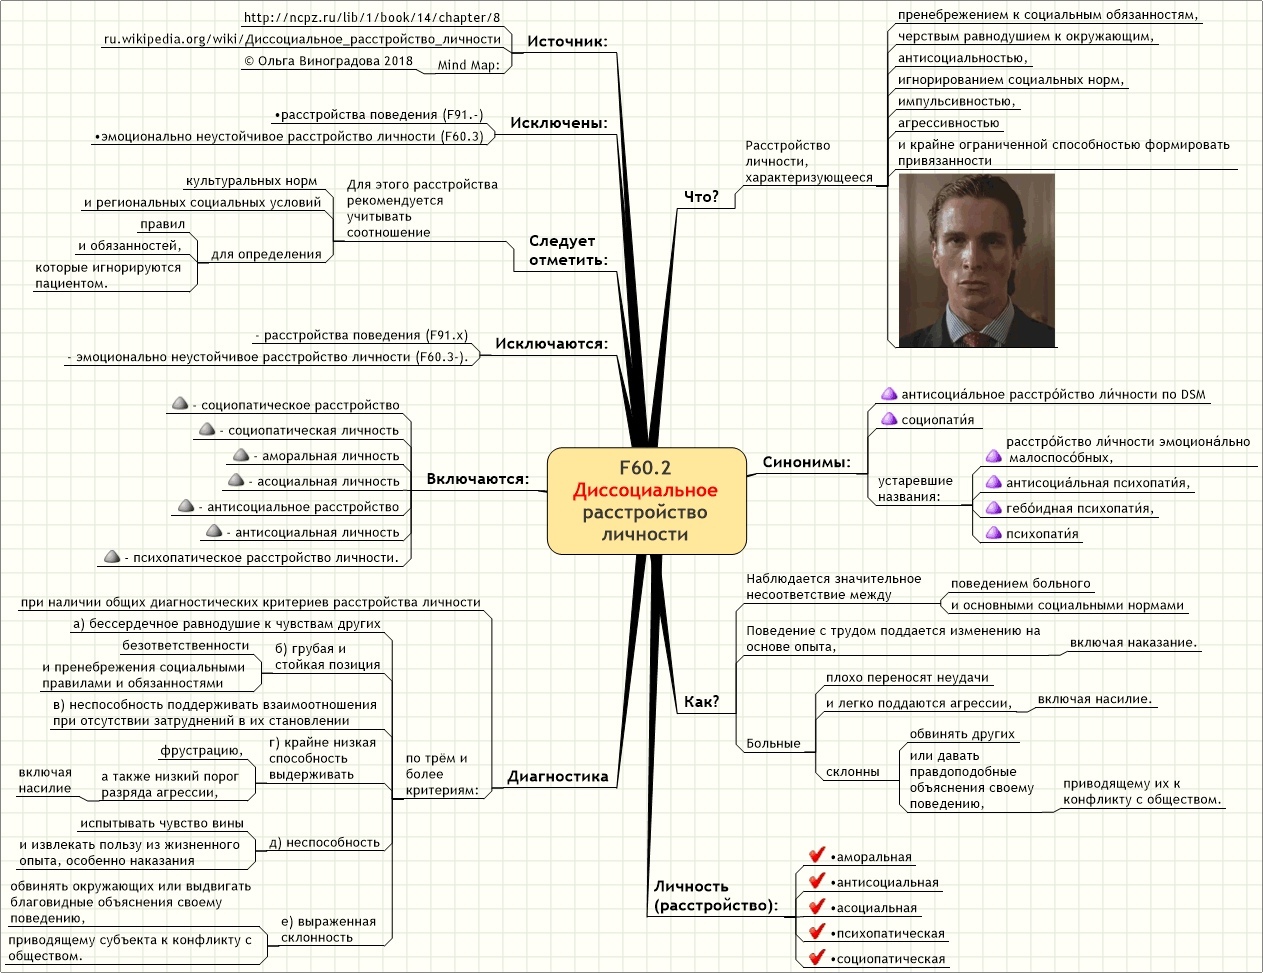 http://ncpz.ru/lib/1/book/14/chapter/8
ru.wikipedia.org/wiki/Диссоциальное_расстройство_личности
© Ольга Виноградова 2018
Mind Map:
Источник:
•расстройства поведения (F91.-)
•эмоционально неустойчивое расстройство личности (F60.3)
Исключены:
культуральных норм
и региональных социальных условий
правил
и обязанностей,
которые игнорируются
пациентом.
для определения
Для этого расстройства
рекомендуется
учитывать
соотношение
Следует
отметить:
- расстройства поведения (F91.x)
- эмоционально неустойчивое расстройство личности (F60.3-).
Исключаются:
- социопатическое расстройство
- социопатическая личность
- аморальная личность
- асоциальная личность
- антисоциальное расстройство
- антисоциальная личность
- психопатическое расстройство личности.
Включаются:
при наличии общих диагностических критериев расстройства личности
а) бессердечное равнодушие к чувствам других
безответственности
и пренебрежения социальными
правилами и обязанностями
б) грубая и
стойкая позиция
в) неспособность поддерживать взаимоотношения
при отсутствии затруднений в их становлении
фрустрацию,
включая
насилие
а также низкий порог
разряда агрессии,
г) крайне низкая
способность
выдерживать
испытывать чувство вины
и извлекать пользу из жизненного
опыта, особенно наказания
д) неспособность
обвинять окружающих или выдвигать
благовидные объяснения своему
поведению,
приводящему субъекта к конфликту с
обществом.
е) выраженная
склонность
по трём и
более
критериям:
Диагностика
F60.2
Диссоциальное
расстройство
личности
Что?
Расстройство
личности,
характеризующееся
пренебрежением к социальным обязанностям,
черствым равнодушием к окружающим,
антисоциальностью,
игнорированием социальных норм,
импульсивностью,
агрессивностью
и крайне ограниченной способностью формировать
привязанности
Синонимы:
антисоциа́льное расстро́йство ли́чности по DSM
социопати́я
устаревшие
названия:
расстро́йство ли́чности эмоциона́льно
малоспосо́бных,
антисоциа́льная психопати́я,
гебо́идная психопати́я,
психопати́я
Как?
Наблюдается значительное
несоответствие между
поведением больного
и основными социальными нормами
Поведение с трудом поддается изменению на
основе опыта,
включая наказание.
Больные
плохо переносят неудачи
и легко поддаются агрессии,
включая насилие.
склонны
обвинять других
или давать
правдоподобные
объяснения своему
поведению,
приводящему их к
конфликту с обществом.
Личность
(расстройство):
•аморальная
•антисоциальная
•асоциальная
•психопатическая
•социопатическая